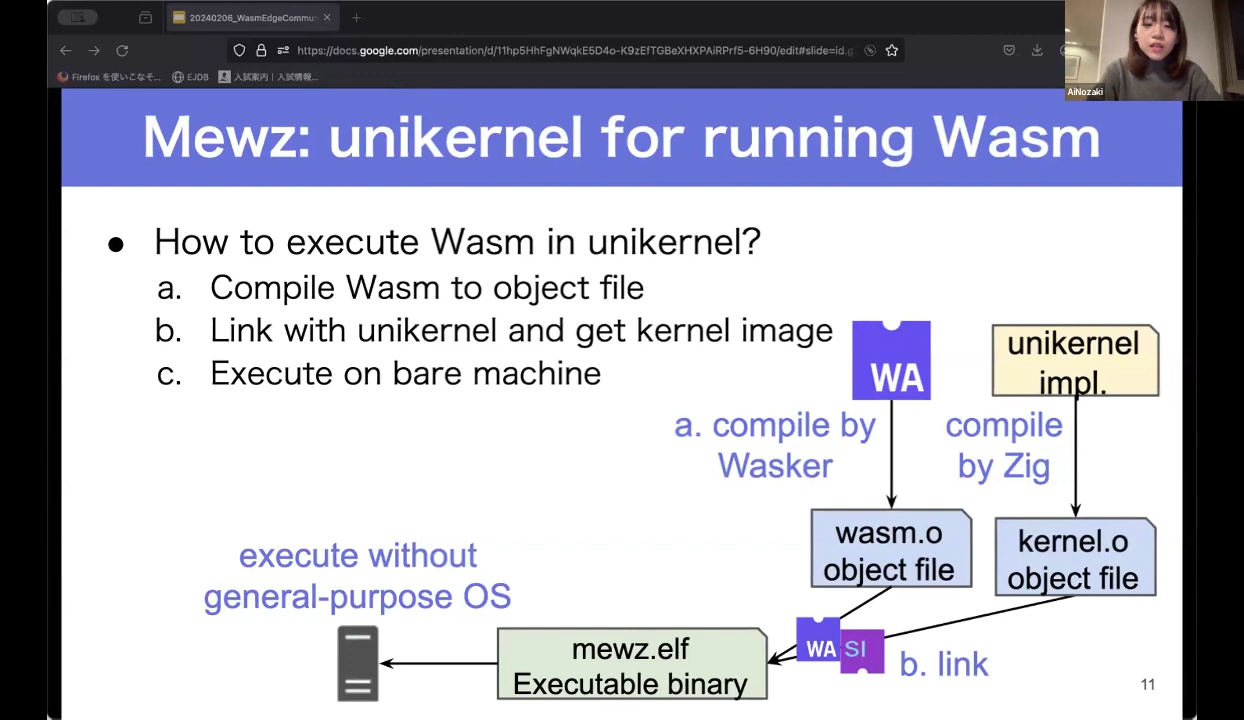 20240206_WasmEdgeCommu
https://docs.google.com/presentation/d/11hp5HhFgNWqkE5D4o-K9zEfTGBeXHXPAiRPrf5-6H90/edit#slide=id.g
Firefox を使いこなそ… EJDB 入試案内 | 入試情報…
AiNozaki
Mewz: unikernel for running Wasm
● How to execute Wasm in unikernel?
a. Compile Wasm to object file
b. Link with unikernel and get kernel image
c. Execute on bare machine
WA
unikernel
impl.
a. compile by
Wasker
compile
by Zig
wasm.o
object file
kernel.o
object file
execute without
general-purpose OS
mewz.elf
Executable binary
WA SI
b. link
11